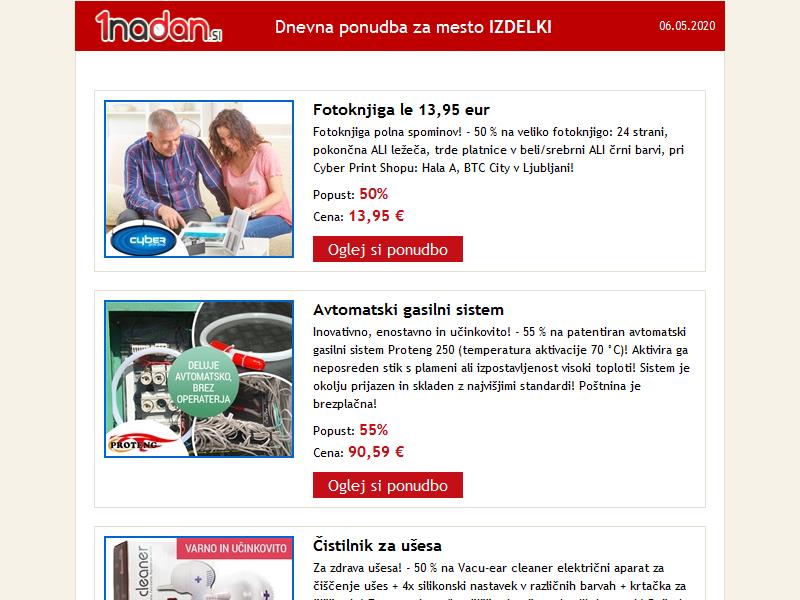 1nadan.si
Dnevna ponudba za mesto IZDELKI
06.05.2020
Fotoknjiga le 13,95 eur
Fotoknjiga polna spominov! - 50 % na veliko fotoknjigo: 24 strani,
pokončna ALI ležeča, trde platnice v beli/srebrni ALI črni barvi, pri
Cyber Print Shopu: Hala A, BTC City v Ljubljani!
Popust: 50%
Cena: 13,95 €
Oglej si ponudbo
cyber
Avtomatski gasilni sistem
Inovativno, enostavno in učinkovito! - 55 % na patentiran avtomatski
gasilni sistem Proteng 250 (temperatura aktivacije 70 °C)! Aktivira ga
neposreden stik s plameni ali izpostavljenost visoki toploti! Sistem je
okolju prijazen in skladen z najvišjimi standardi! Poštnina je
brezplačna!
Popust: 55%
Cena: 90,59 €
Oglej si ponudbo
DELUJE
AVTOMATSKO,
BREZ
OPERATERJA
PROTENG
Čistilnik za ušesa
Za zdrava ušesa! - 50 % na Vacu-ear cleaner električni aparat za
čiščenje ušes + 4x silikonski nastavek v različnih barvah + krtačka za
VARNO IN UČINKOVITO
cleaner